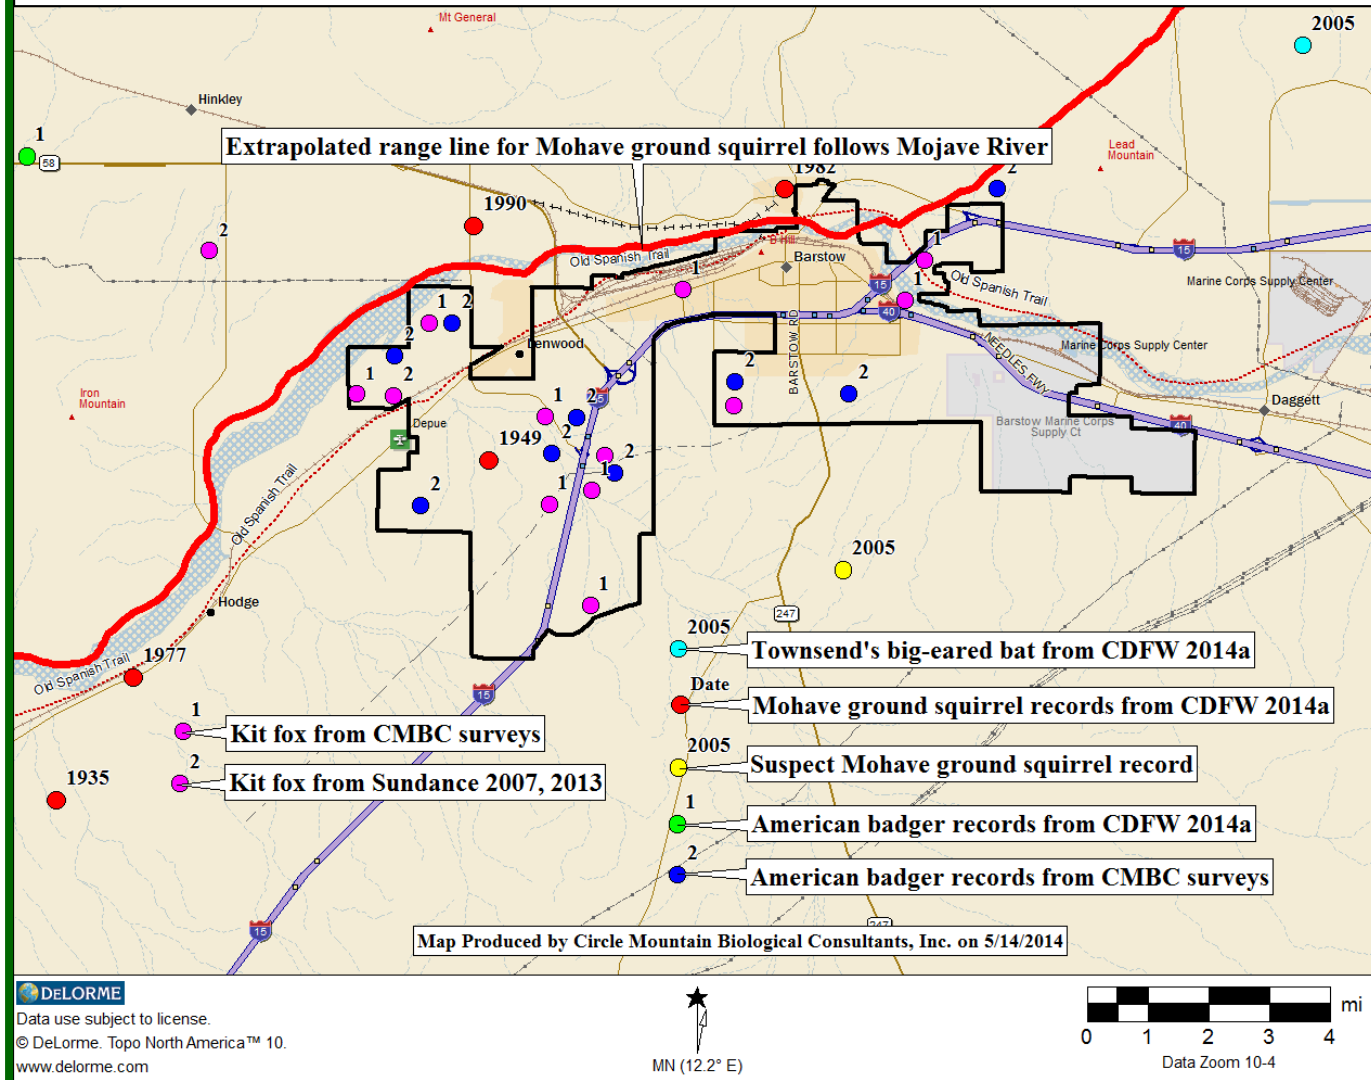 Mt General
2005
Hinkley
1
58
Extrapolated range line for Mohave ground squirrel follows Mojave River
Lead
Mountain
1982
2
1990
2
B Hill
1
15
Old Spanish Trail
Barstow
1
15
Old Spanish Trail
Marine Corps Supply Center
1
40
1
2
BARSTOW RD
NEEDLES FWY
Marine Corps Supply Center
2
Lenwood
1
2
2
2
Iron
Mountain
15
Daggett
1
2
Depue
1949
2
2
Barstow Marine Corps
Supply Ct
40
1
1
2
Old Spanish Trail
2005
1
Hodge
247
2005
Townsend's big-eared bat from CDFW 2014a
1977
Old Spanish Trail
Date
Mohave ground squirrel records from CDFW 2014a
15
1
Kit fox from CMBC surveys
2005
Suspect Mohave ground squirrel record
2
Kit fox from Sundance 2007, 2013
1935
1
American badger records from CDFW 2014a
2
American badger records from CMBC surveys
15
247
Map Produced by Circle Mountain Biological Consultants, Inc. on 5/14/2014
DELORME
Data use subject to license.
© DeLorme. Topo North America™ 10.
www.delorme.com
MN (12.2° E)
mi
0 1 2 3 4
Data Zoom 10-4